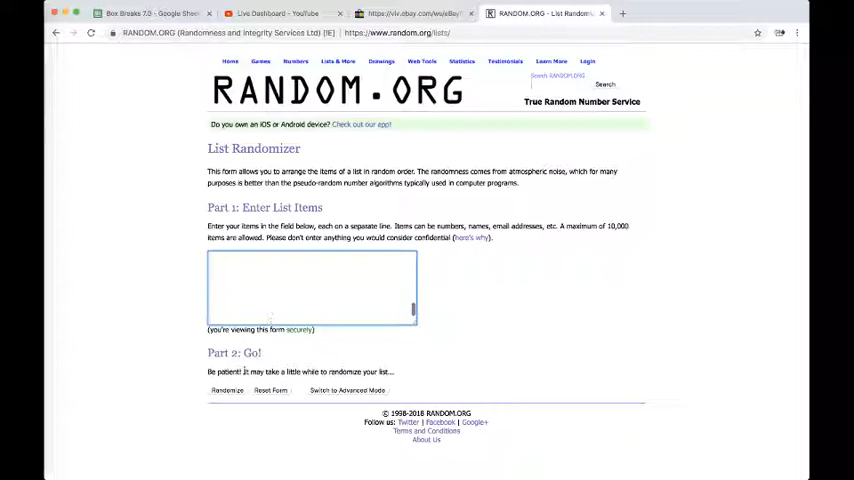 Box Breaks 7.0 - Google Shee
Live Dashboard - YouTube
https://viv.ebay.com/ws/eBayI
RANDOM.ORG - List Random
RANDOM.ORG (Randomness and Integrity Services Ltd) [IE] https://www.random.org/lists/
Home Games Numbers Lists & More Drawings Web Tools Statistics Testimonials Learn More Login
Search RANDOM.ORG
Search
RANDOM.ORG
True Random Number Service
Do you own an iOS or Android device? Check out our app!
List Randomizer
This form allows you to arrange the items of a list in random order. The randomness comes from atmospheric noise, which for many
purposes is better than the pseudo-random number algorithms typically used in computer programs.
Part 1: Enter List Items
Enter your items in the field below, each on a separate line. Items can be numbers, names, email addresses, etc. A maximum of 10,000
items are allowed. Please don't enter anything you would consider confidential (here's why).
(you're viewing this form securely)
Part 2: Go!
Be patient! It may take a little while to randomize your list...
Randomize Reset Form Switch to Advanced Mode
© 1998-2018 RANDOM.ORG
Follow us: Twitter | Facebook | Google+
Terms and Conditions
About Us